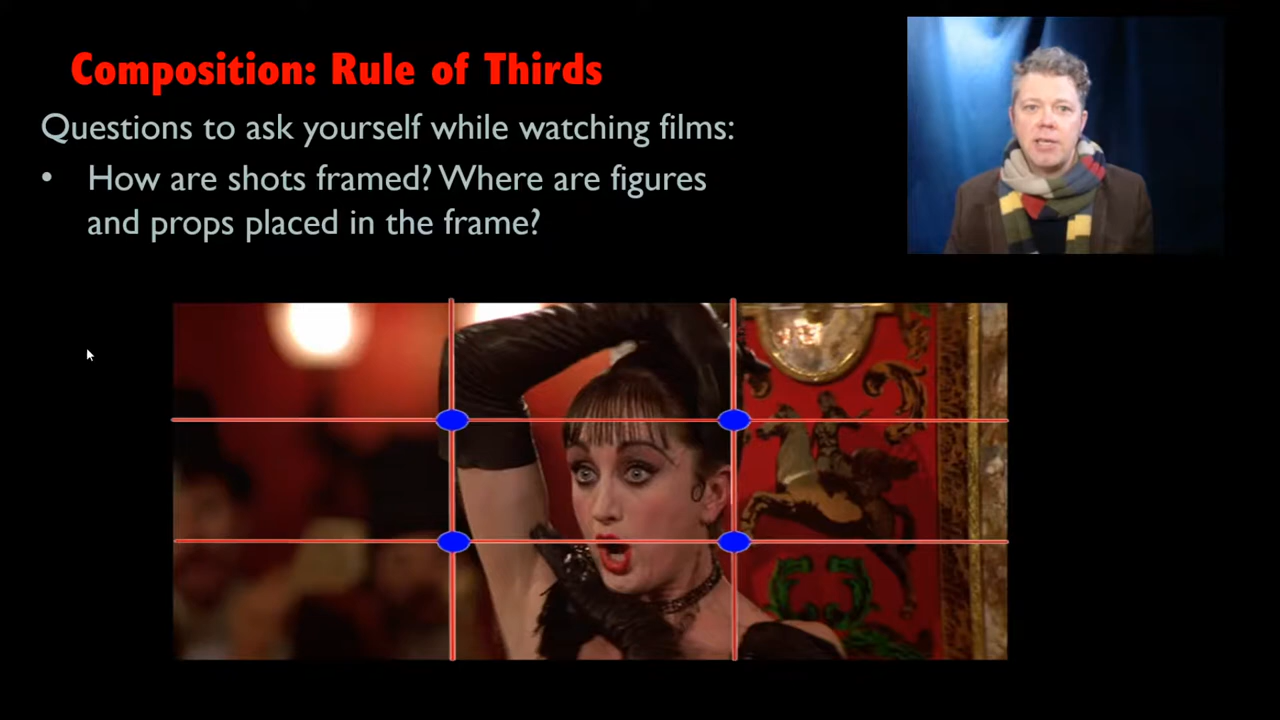 Composition: Rule of Thirds
Questions to ask yourself while watching films:
• How are shots framed? Where are figures
and props placed in the frame?